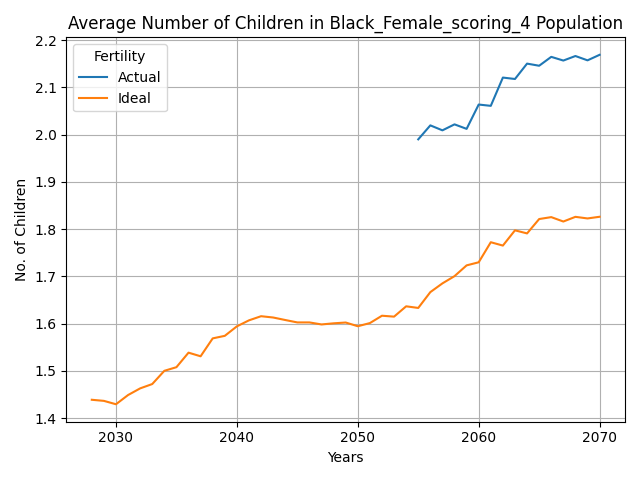 Average Number of Children in Black_Female_scoring_4 Population
Fertility
Actual
Ideal
No. of Children
2.2
2.1
2.0
1.9
1.8
1.7
1.6
1.5
1.4
2030 2040 2050 2060 2070
Years